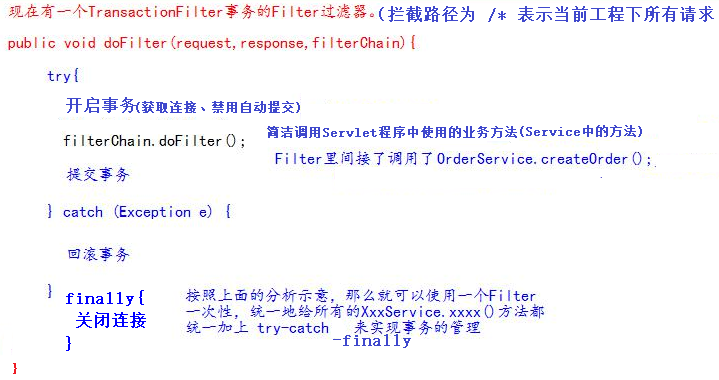 现在有一个TransactionFilter事务的Filter过滤器。(拦截路径为 /* 表示当前工程下所有请求
public void doFilter(request,response,filterChain){
try{
开启事务(获取连接、禁用自动提交)
filterChain.doFilter(); 简洁调用Servlet程序中使用的业务方法(Service中的方法)
Filter里间接了调用了OrderService.createOrder();
提交事务
} catch (Exception e) {
回滚事务
}
finally{ 按照上面的分析示意，那么就可以使用一个Filter
关闭连接 一次性，统一地给所有的XxxService.xxxx()方法都
} 统一加上 try-catch 来实现事务的管理
-finally
}